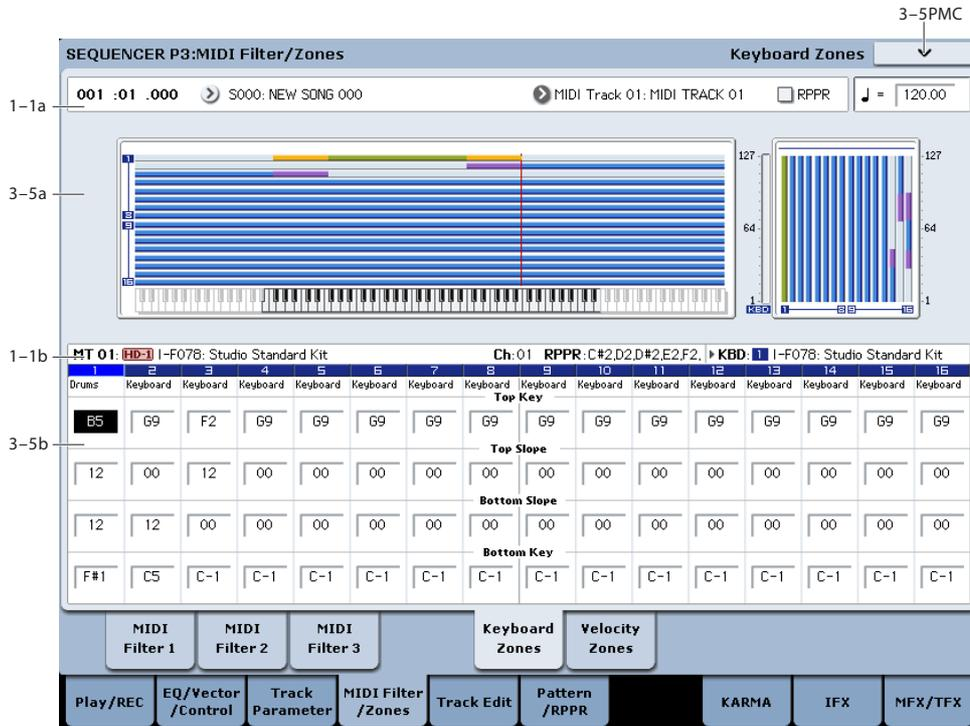 3–5PMC
SEQUENCER P3:MIDI Filter/Zones Keyboard Zones
1–1a
001 :01 .000 S000: NEW SONG 000 MIDI Track 01: MIDI TRACK 01 RPPR ♩ = 120.00
3–5a
1
8
9
16
127
64
1
KBD 1 8 9 16
127
64
1
1–1b
MT 01: HD-1 I-F078: Studio Standard Kit Ch:01 RPPR:C#2,D2,D#2,E2,F2, KBD: 1 I-F078: Studio Standard Kit
1 2 3 4 5 6 7 8 9 10 11 12 13 14 15 16
Drums Keyboard Keyboard Keyboard Keyboard Keyboard Keyboard Keyboard Keyboard Keyboard Keyboard Keyboard Keyboard Keyboard Keyboard Keyboard
Top Key
B5 G9 F2 G9 G9 G9 G9 G9 G9 G9 G9 G9 G9 G9 G9 G9
3–5b
Top Slope
12 00 12 00 00 00 00 00 00 00 00 00 00 00 00 00
Bottom Slope
12 12 00 00 00 00 00 00 00 00 00 00 00 00 00 00
Bottom Key
F#1 C5 C-1 C-1 C-1 C-1 C-1 C-1 C-1 C-1 C-1 C-1 C-1 C-1 C-1 C-1
MIDI Filter 1
MIDI Filter 2
MIDI Filter 3
Keyboard Zones
Velocity Zones
Play/REC
EQ/Vector /Control
Track Parameter
MIDI Filter /Zones
Track Edit
Pattern /RPPR
KARMA
IFX
MFX/TFX